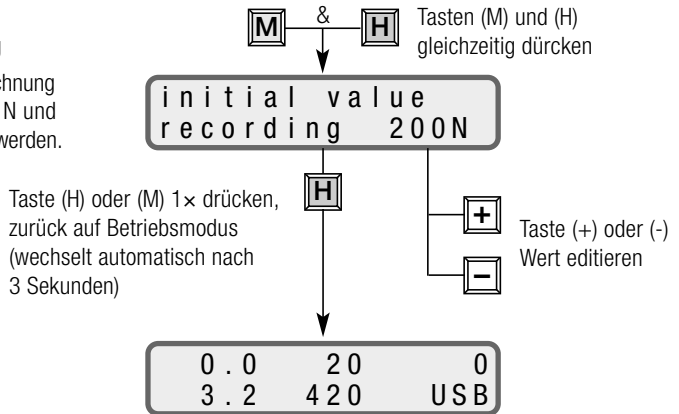 M & H
Tasten (M) und (H)
gleichzeitig dürcken
chnung
N und
werden.
initial value
recording 200N
H
Taste (H) oder (M) 1× drücken,
zurück auf Betriebsmodus
(wechselt automatisch nach
3 Sekunden)
+
−
Taste (+) oder (-)
Wert editieren
0.0 20 0
3.2 420 USB